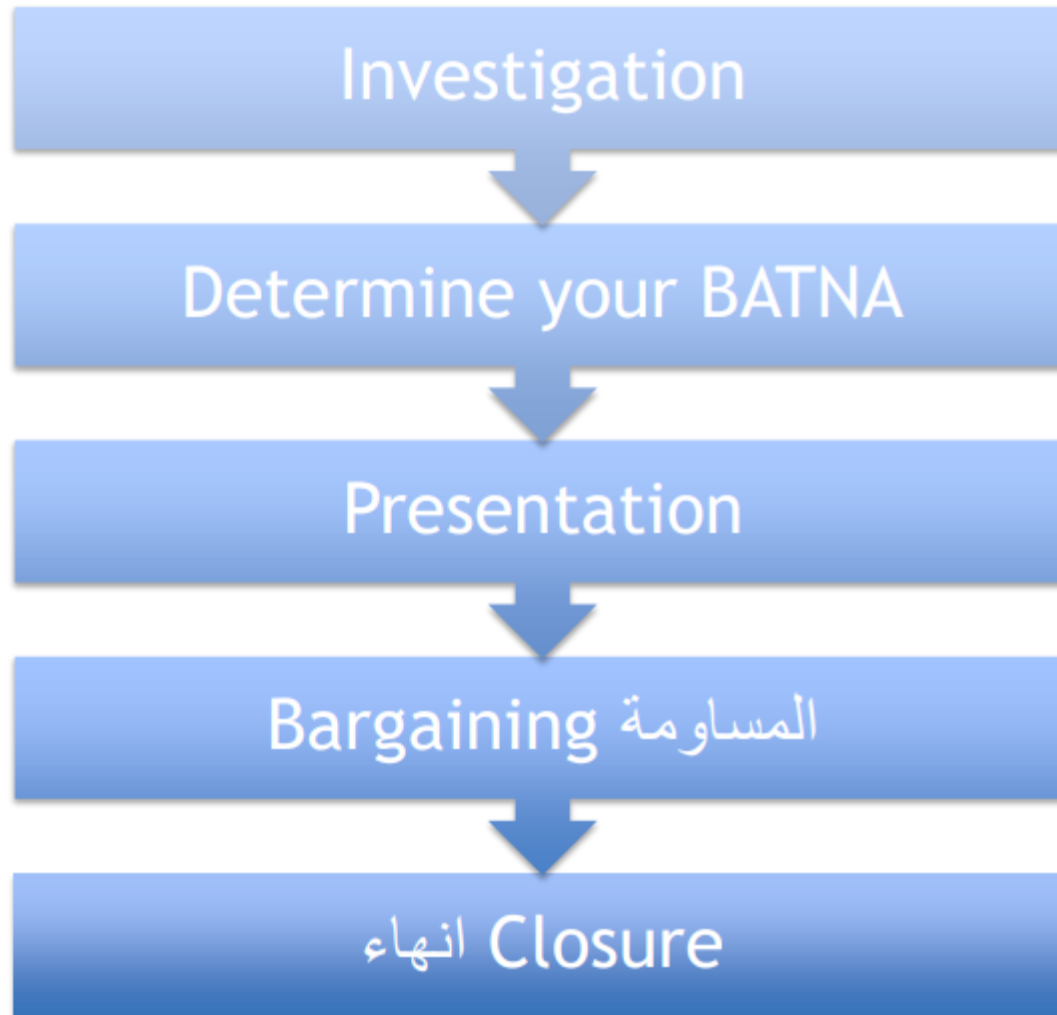 Investigation
Determine your BATNA
Presentation
Bargaining المساومة
انهاء Closure